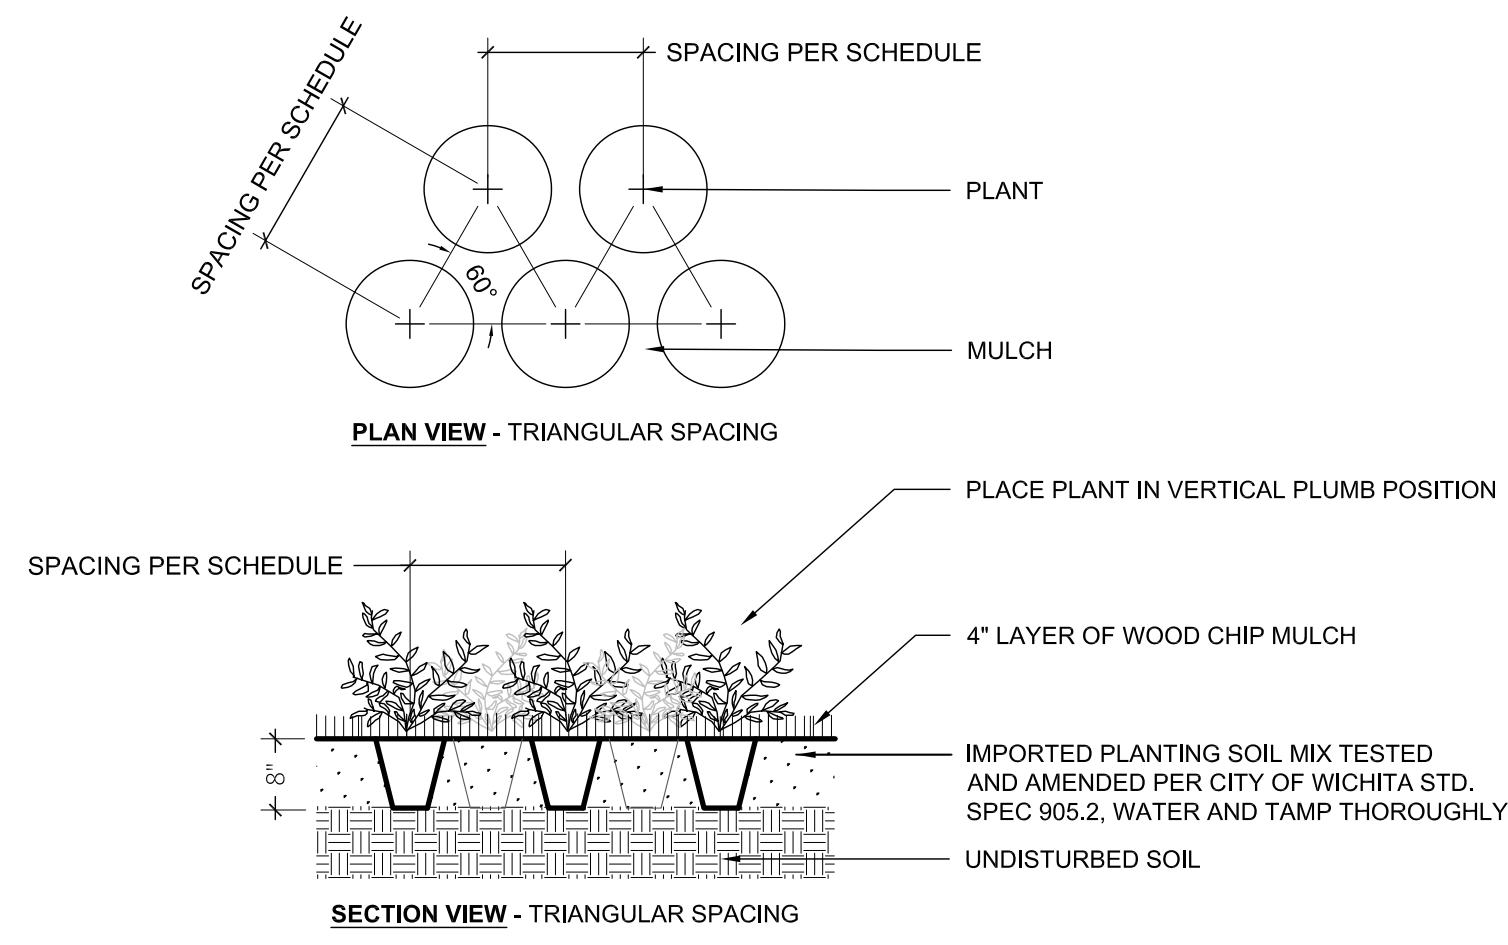 SPACING PER SCHEDULE
SPACING PER SCHEDULE
PLANT
60°
MULCH
PLAN VIEW - TRIANGULAR SPACING
PLACE PLANT IN VERTICAL PLUMB POSITION
SPACING PER SCHEDULE
4" LAYER OF WOOD CHIP MULCH
8"
IMPORTED PLANTING SOIL MIX TESTED
AND AMENDED PER CITY OF WICHITA STD.
SPEC 905.2, WATER AND TAMP THOROUGHLY
UNDISTURBED SOIL
SECTION VIEW - TRIANGULAR SPACING